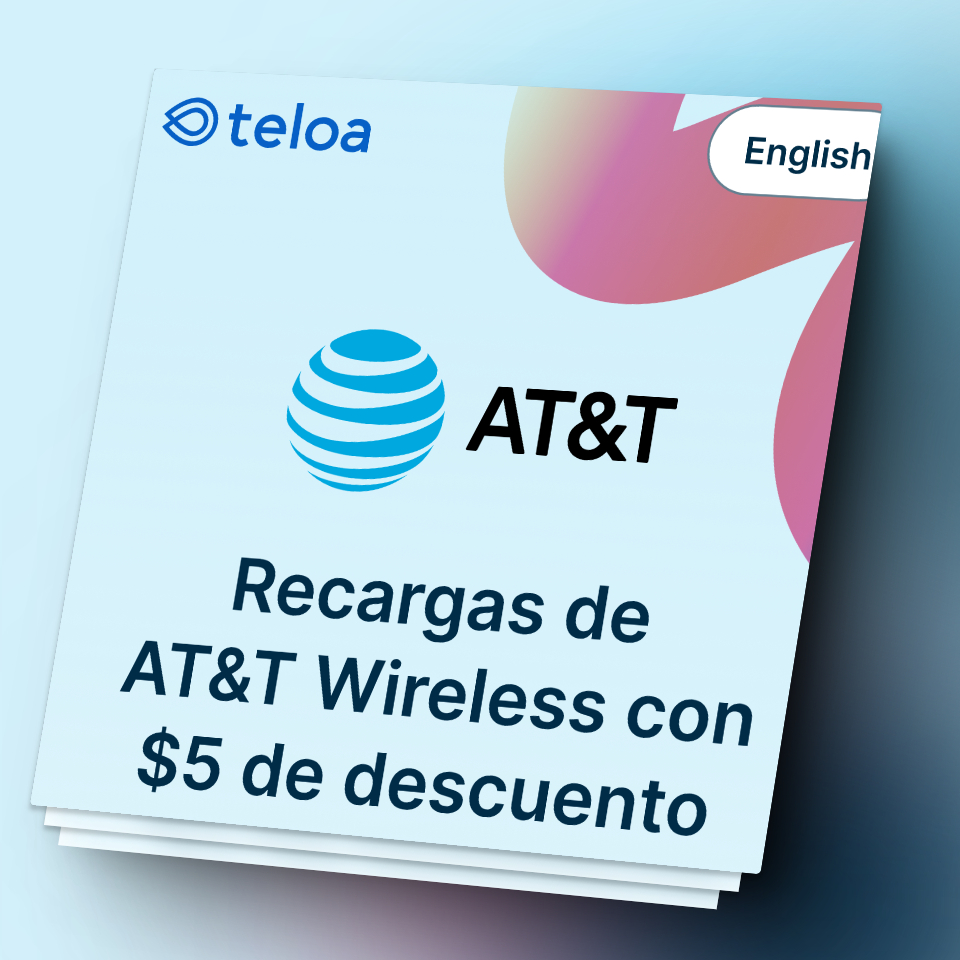 teloa
English
AT&T
Recargas de
AT&T Wireless con
$5 de descuento